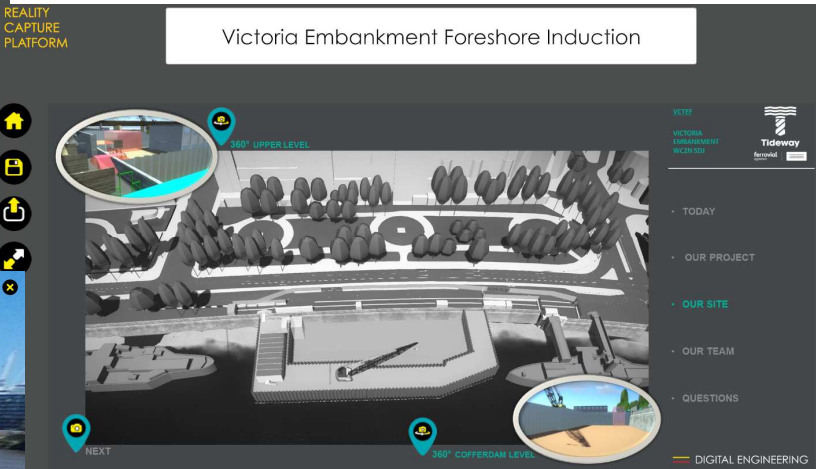 REALITY
CAPTURE
PLATFORM
Victoria Embankment Foreshore Induction
360° UPPER LEVEL
VCTEF
VICTORIA
EMBANKMENT
WC2N 5DJ
Tideway
ferrovial
TODAY
OUR PROJECT
OUR SITE
OUR TEAM
QUESTIONS
NEXT
360° COFFERDAM LEVEL
DIGITAL ENGINEERING